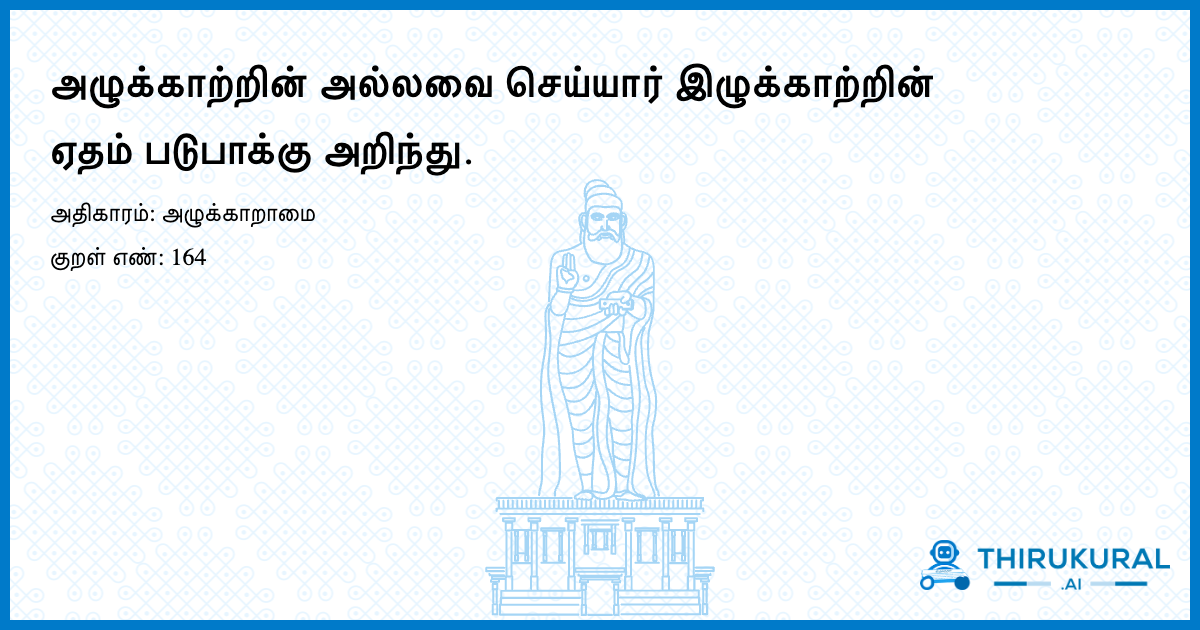 அழுக்காற்றின் அல்லவை செய்யார் இழுக்காற்றின்
ஏதம் படுபாக்கு அறிந்து.
அதிகாரம்: அழுக்காறாமை
குறள் எண்: 164
THIRUKURAL
.AI